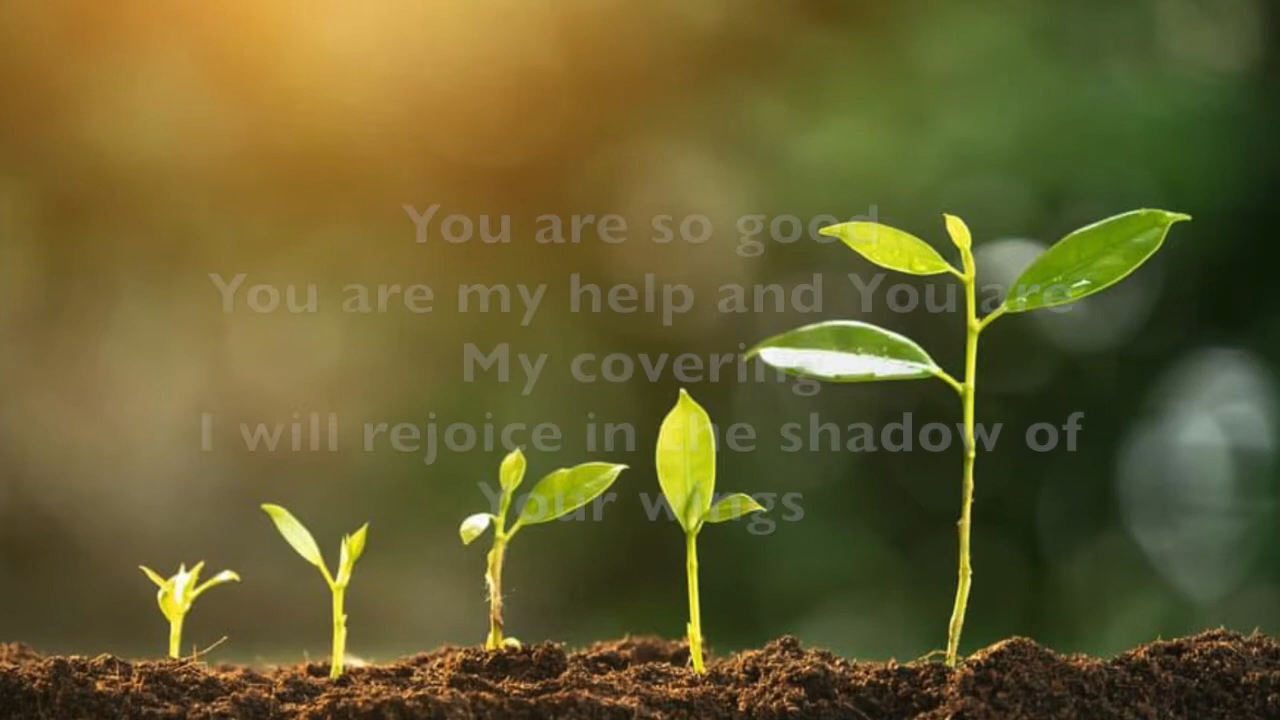 You are so good
You are my help and You are
My covering
I will rejoice in the shadow of
Your wings